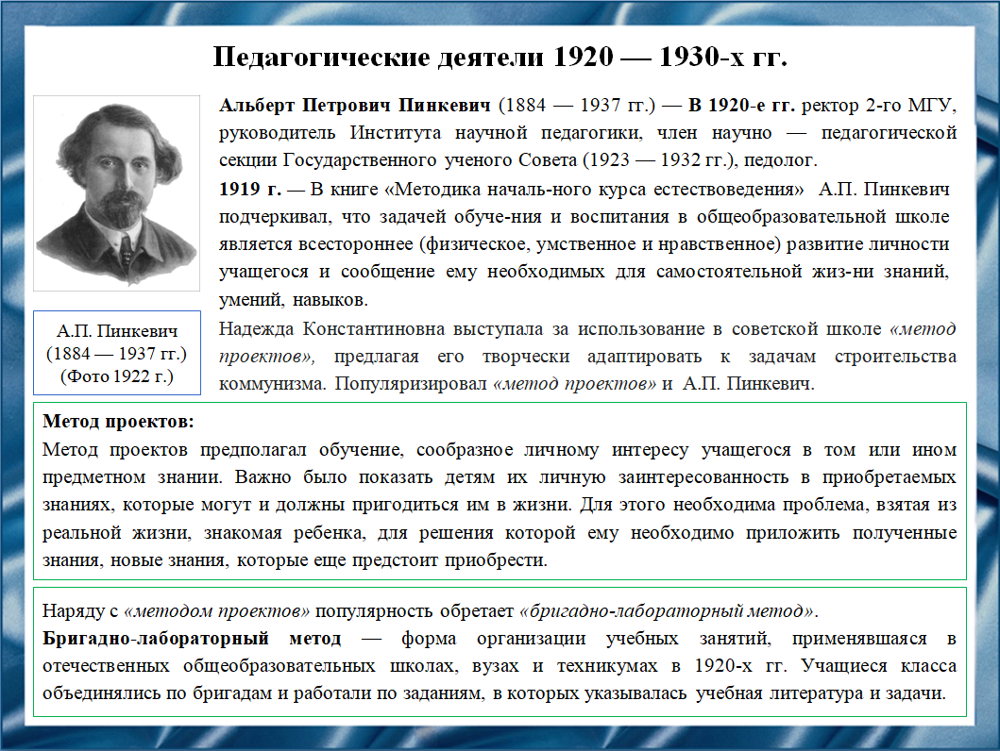 Педагогические деятели 1920 — 1930-х гг.
Альберт Петрович Пинкевич (1884 — 1937 гг.) — В 1920-е гг. ректор 2-го МГУ,
руководитель Института научной педагогики, член научно — педагогической
секции Государственного ученого Совета (1923 — 1932 гг.), педолог.
1919 г. — В книге «Методика началь-ного курса естествоведения» А.П. Пинкевич
подчеркивал, что задачей обуче-ния и воспитания в общеобразовательной школе
является всестороннее (физическое, умственное и нравственное) развитие личности
учащегося и сообщение ему необходимых для самостоятельной жиз-ни знаний,
умений, навыков.
А.П. Пинкевич
(1884 — 1937 гг.)
(Фото 1922 г.)
Надежда Константиновна выступала за использование в советской школе «метод
проектов», предлагая его творчески адаптировать к задачам строительства
коммунизма. Популяризировал «метод проектов» и А.П. Пинкевич.
Метод проектов:
Метод проектов предполагал обучение, сообразное личному интересу учащегося в том или ином
предметном знании. Важно было показать детям их личную заинтересованность в приобретаемых
знаниях, которые могут и должны пригодиться им в жизни. Для этого необходима проблема, взятая из
реальной жизни, знакомая ребенка, для решения которой ему необходимо приложить полученные
знания, новые знания, которые еще предстоит приобрести.
Наряду с «методом проектов» популярность обретает «бригадно-лабораторный метод».
Бригадно-лабораторный метод — форма организации учебных занятий, применявшаяся в
отечественных общеобразовательных школах, вузах и техникумах в 1920-х гг. Учащиеся класса
объединялись по бригадам и работали по заданиям, в которых указывалась учебная литература и задачи.